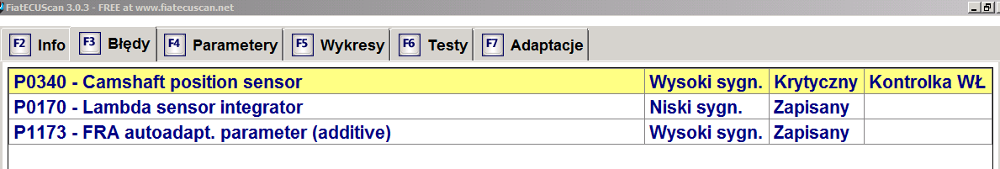 FiatECUScan 3.0.3 - FREE at www.fiatecuscan.net
F2 Info F3 Błędy F4 Parametery F5 Wykresy F6 Testy F7 Adaptacje
P0340 - Camshaft position sensor Wysoki sygn. Krytyczny Kontrolka WŁ
P0170 - Lambda sensor integrator Niski sygn. Zapisany
P1173 - FRA autoadapt. parameter (additive) Wysoki sygn. Zapisany